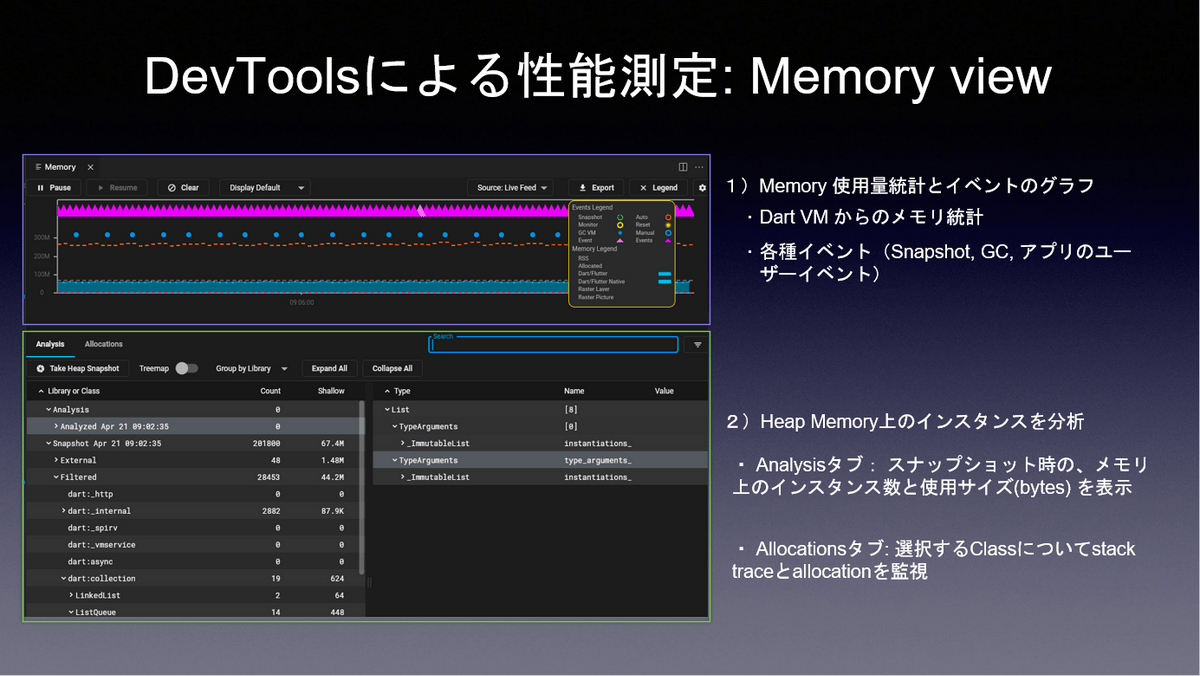 DevToolsによる性能測定: Memory view
Memory
Pause
Resume
Clear
Display Default
Source: Live Feed
Export
Legend
Events Legend
Snapshot
Auto
Monitor
Reset
GC VM
Manual
Event
Events
Memory Legend
RSS
Allocated
Dart/Flutter
Dart/Flutter Native
Raster Layer
Raster Picture
300M
200M
100M
0
09:06:00
Analysis
Allocations
Search
Take Heap Snapshot
Treemap
Group by Library
Expand All
Collapse All
Library or Class Count Shallow
Analysis 0
Analyzed Apr 21 09:02:35 0
Snapshot Apr 21 09:02:35 201800 67.4M
External 48 1.48M
Filtered 28453 44.2M
dart:_http 0 0
dart:_internal 2882 87.9K
dart:_spirv 0 0
dart:_vmservice 0 0
dart:async 0 0
dart:collection 19 624
LinkedList 2 64
ListQueue 14 448
Type Name Value
List [8]
TypeArguments [0]
_ImmutableList instantiations_
TypeArguments type_arguments_
_ImmutableList instantiations_
１）Memory 使用量統計とイベントのグラフ
・Dart VM からのメモリ統計
・各種イベント（Snapshot, GC, アプリのユー
ザーイベント）
２）Heap Memory上のインスタンスを分析
・ Analysisタブ： スナップショット時の、メモリ
上のインスタンス数と使用サイズ(bytes) を表示
・ Allocationsタブ: 選択するClassについてstack
traceとallocationを監視